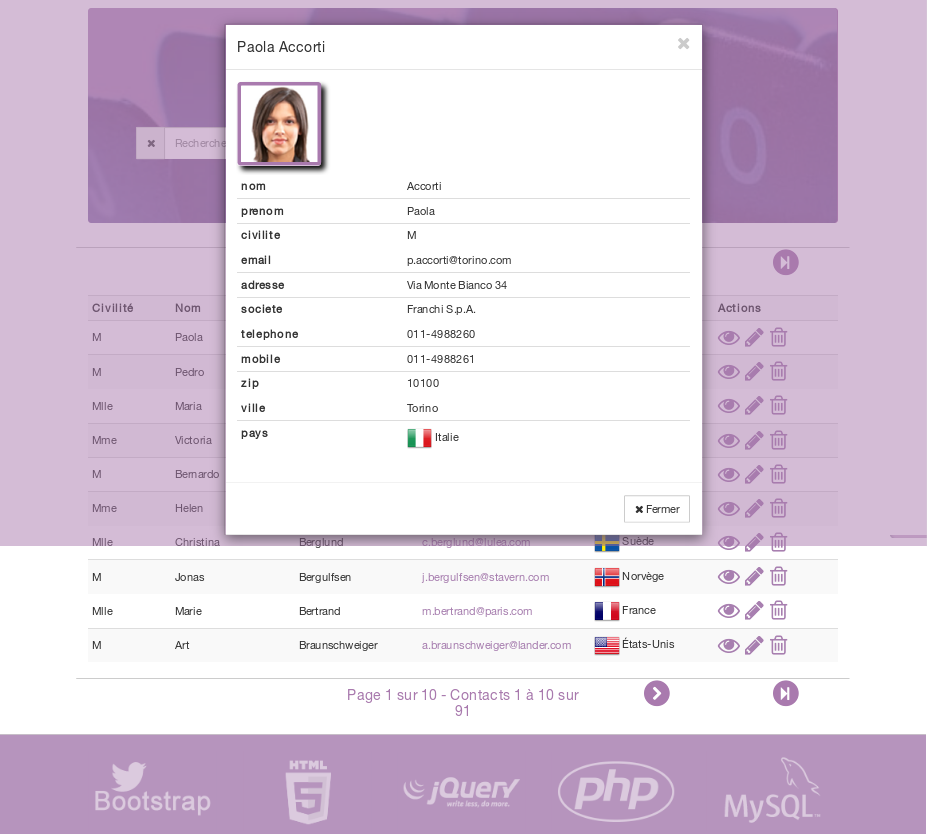 Paola Accorti
Recherche
nom Accorti
prenom Paola
civilite M
email p.accorti@torino.com
adresse Via Monte Bianco 34
societe Franchi S.p.A.
telephone 011-4988260
mobile 011-4988261
zip 10100
ville Torino
pays Italie
Fermer
Civilité Nom Actions
M Paola
M Pedro
Mlle Maria
Mme Victoria
M Bernardo
Mme Helen
Mlle Christina Berglund c.berglund@lulea.com Suède
M Jonas Bergulfsen j.bergulfsen@stavern.com Norvège
Mlle Marie Bertrand m.bertrand@paris.com France
M Art Braunschweiger a.braunschweiger@lander.com États-Unis
Page 1 sur 10 - Contacts 1 à 10 sur
91
Bootstrap
HTML
5
jQuery
write less, do more.
php
MySQL